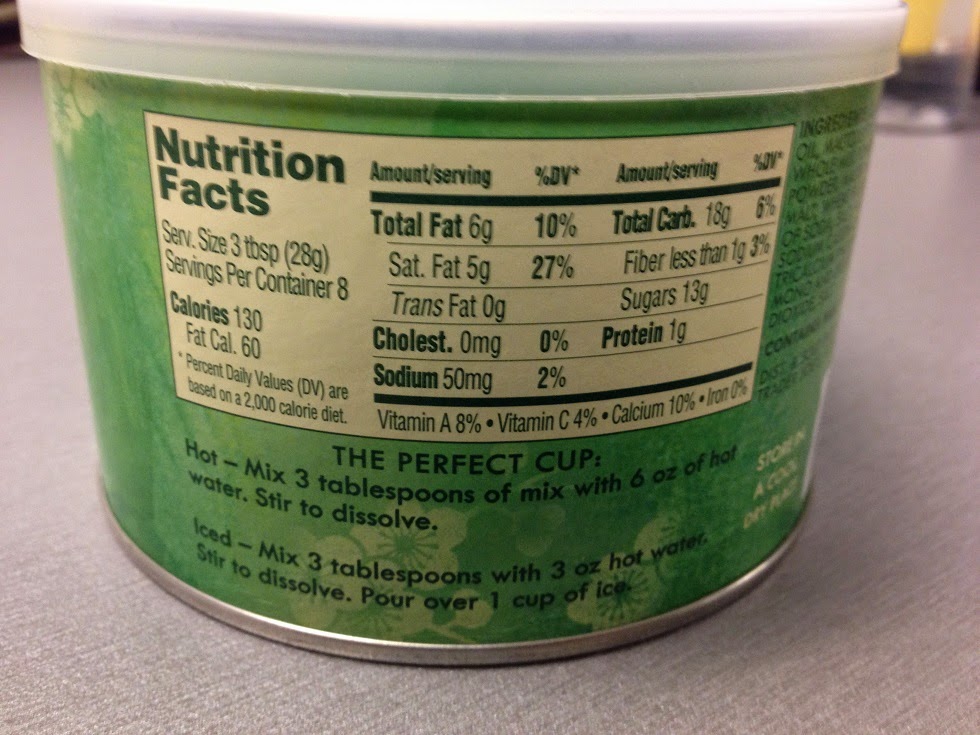 Nutrition
Facts
Serv. Size 3 tbsp (28g)
Servings Per Container 8
Calories 130
Fat Cal. 60
* Percent Daily Values (DV) are
based on a 2,000 calorie diet.
Amount/serving %DV* Amount/serving %DV*
Total Fat 6g 10% Total Carb. 18g 6%
Sat. Fat 5g 27% Fiber less than 1g 3%
Trans Fat 0g Sugars 13g
Cholest. 0mg 0% Protein 1g
Sodium 50mg 2%
Vitamin A 8% • Vitamin C 4% • Calcium 10% • Iron 0%
THE PERFECT CUP:
Hot – Mix 3 tablespoons of mix with 6 oz of hot
water. Stir to dissolve.
Iced – Mix 3 tablespoons with 3 oz hot water.
Stir to dissolve. Pour over 1 cup of ice.
OIL,
POWDER
STORE IN
A COOL
DRY